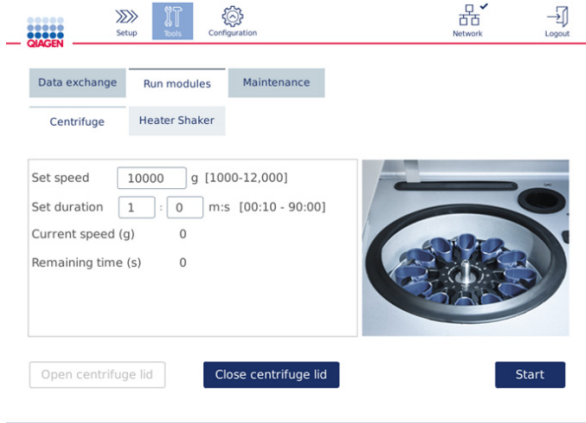 QIAGEN
Setup
Tools
Configuration
Network
Logout
Data exchange
Run modules
Maintenance
Centrifuge
Heater Shaker
Set speed 10000 g [1000-12,000]
Set duration 1 : 0 m:s [00:10 - 90:00]
Current speed (g) 0
Remaining time (s) 0
Open centrifuge lid
Close centrifuge lid
Start